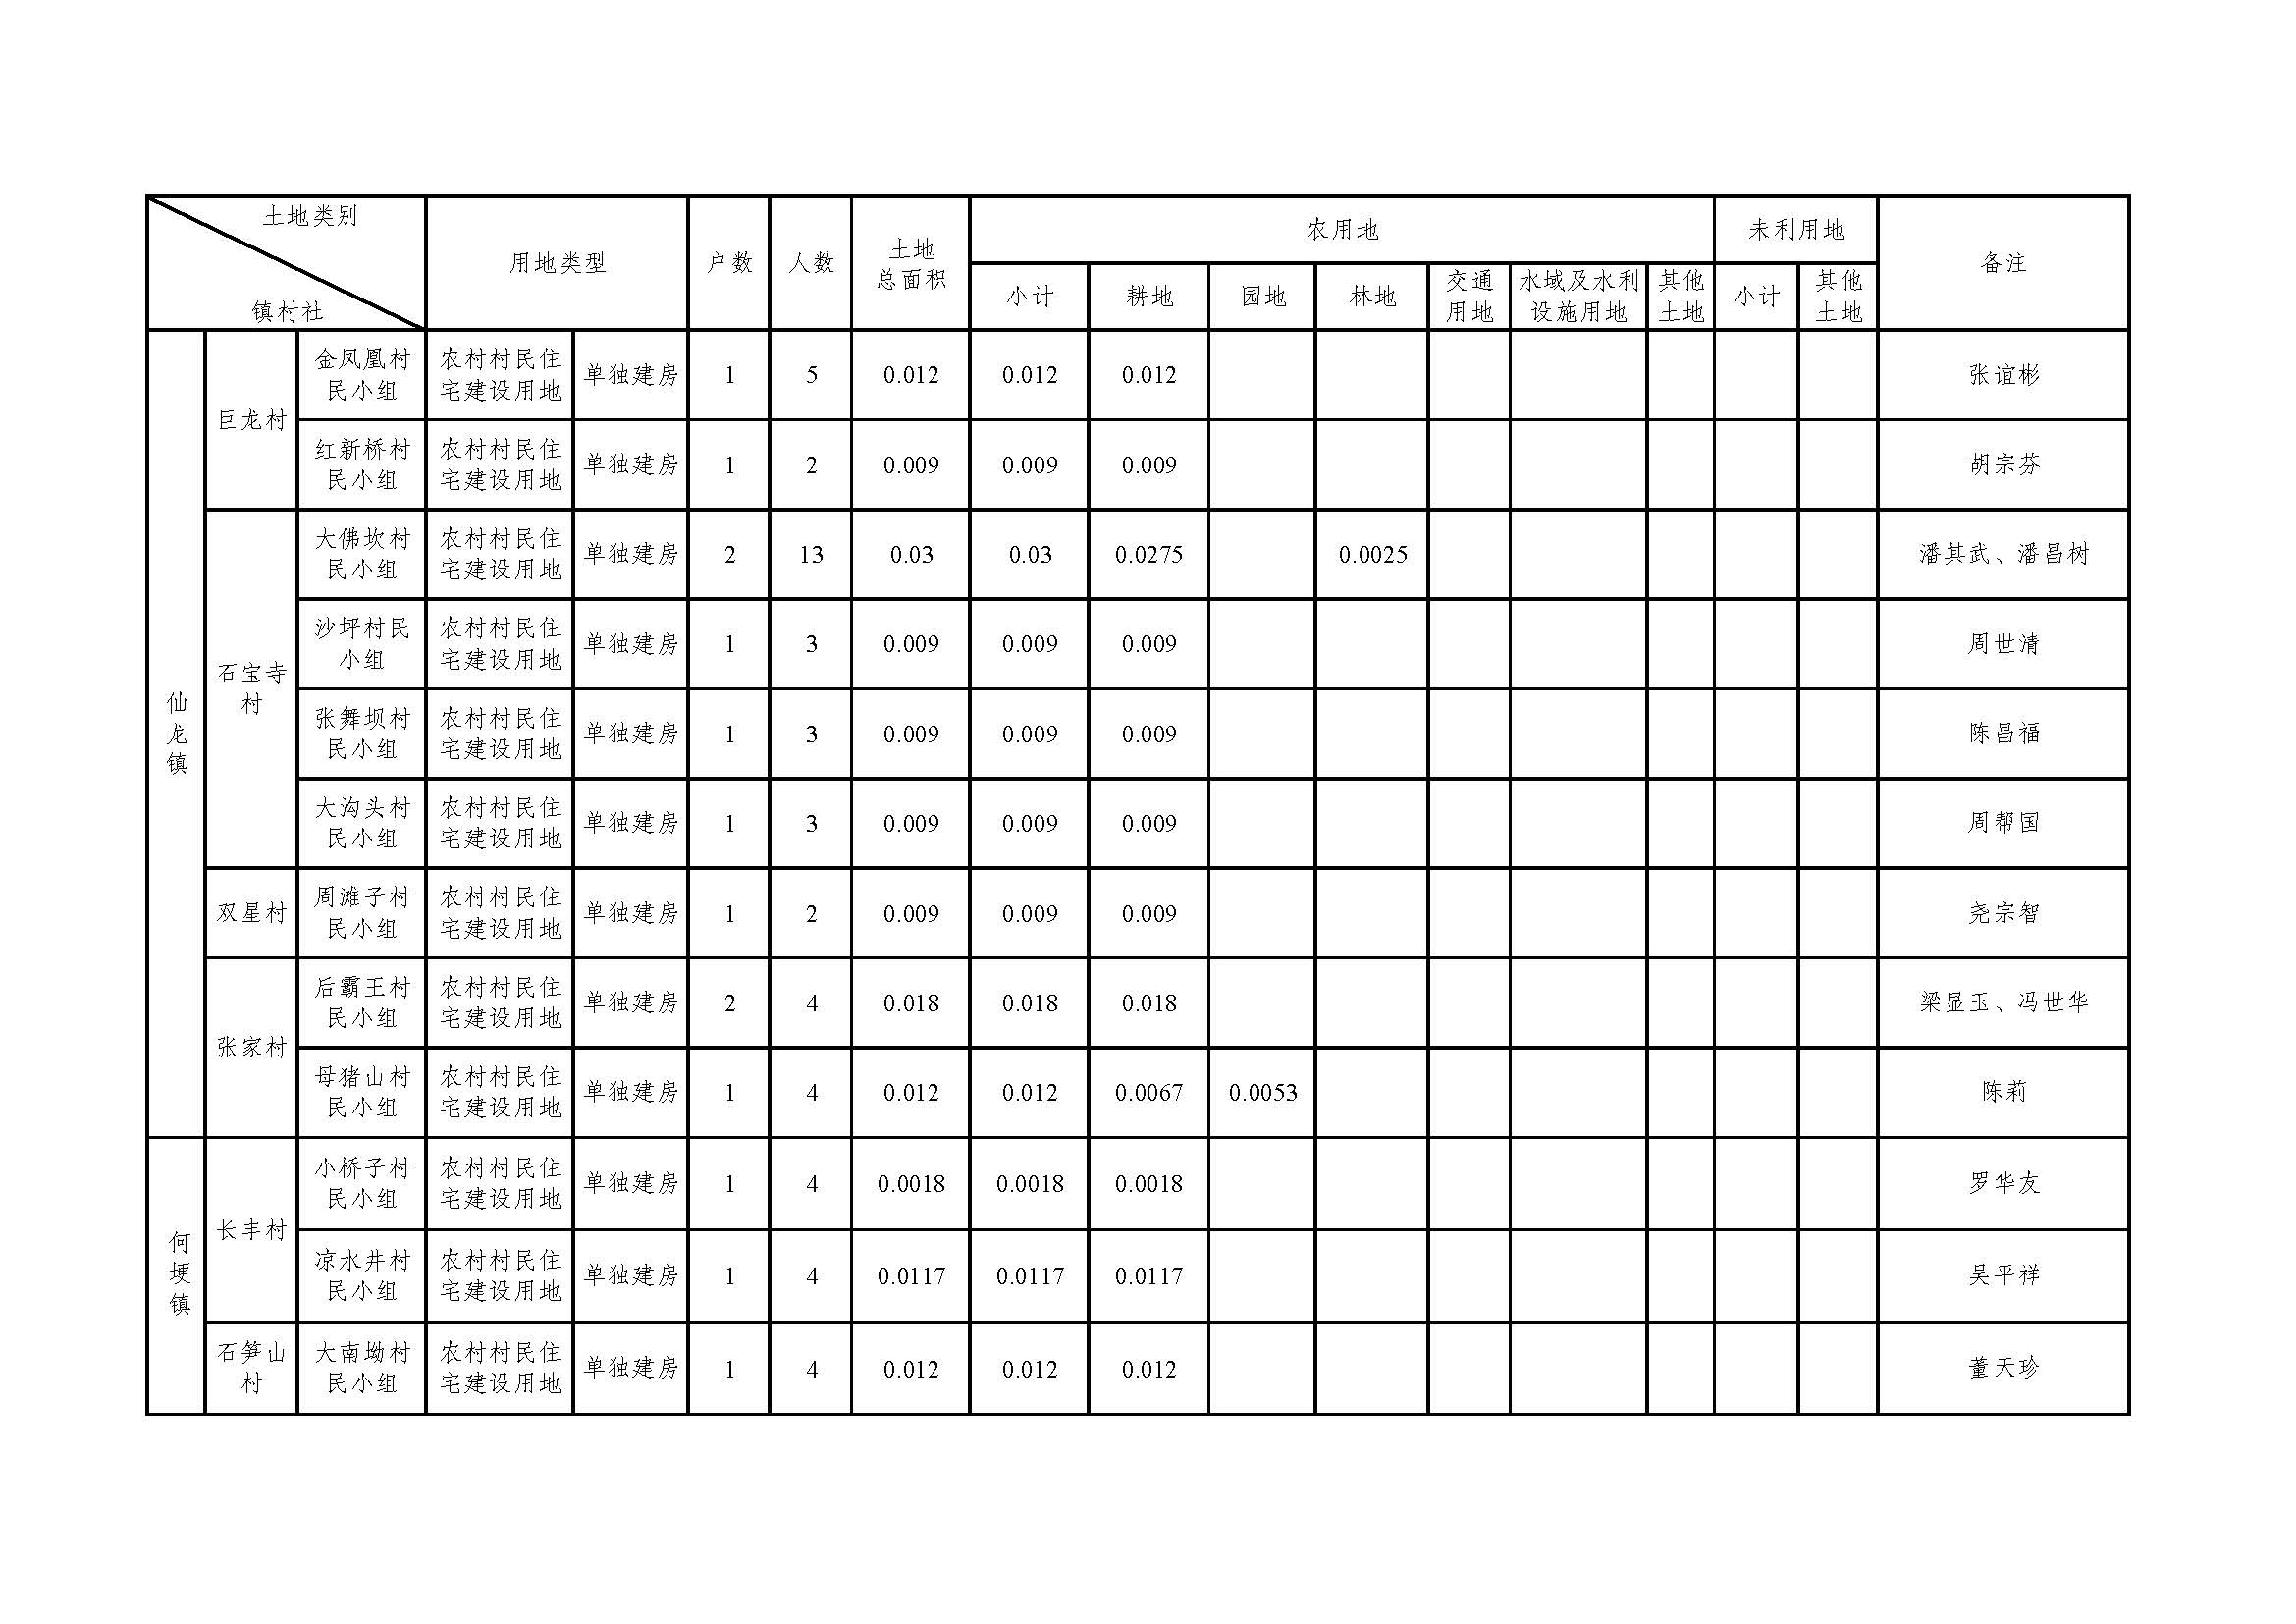 土地类别
镇村社
用地类型
户数
人数
土地
总面积
农用地
未利用地
备注
小计
耕地
园地
林地
交通
用地
水域及水利
设施用地
其他
土地
小计
其他
土地
仙
龙
镇
巨龙村
金凤凰村
民小组
农村村民住
宅建设用地
单独建房
1
5
0.012
0.012
0.012
张谊彬
红新桥村
民小组
农村村民住
宅建设用地
单独建房
1
2
0.009
0.009
0.009
胡宗芬
石宝寺
村
大佛坎村
民小组
农村村民住
宅建设用地
单独建房
2
13
0.03
0.03
0.0275
0.0025
潘其武、潘昌树
沙坪村民
小组
农村村民住
宅建设用地
单独建房
1
3
0.009
0.009
0.009
周世清
张舞坝村
民小组
农村村民住
宅建设用地
单独建房
1
3
0.009
0.009
0.009
陈昌福
大沟头村
民小组
农村村民住
宅建设用地
单独建房
1
3
0.009
0.009
0.009
周帮国
双星村
周滩子村
民小组
农村村民住
宅建设用地
单独建房
1
2
0.009
0.009
0.009
尧宗智
张家村
后霸王村
民小组
农村村民住
宅建设用地
单独建房
2
4
0.018
0.018
0.018
梁显玉、冯世华
母猪山村
民小组
农村村民住
宅建设用地
单独建房
1
4
0.012
0.012
0.0067
0.0053
陈莉
何
埂
镇
长丰村
小桥子村
民小组
农村村民住
宅建设用地
单独建房
1
4
0.0018
0.0018
0.0018
罗华友
凉水井村
民小组
农村村民住
宅建设用地
单独建房
1
4
0.0117
0.0117
0.0117
吴平祥
石笋山
村
大南坳村
民小组
农村村民住
宅建设用地
单独建房
1
4
0.012
0.012
0.012
董天珍